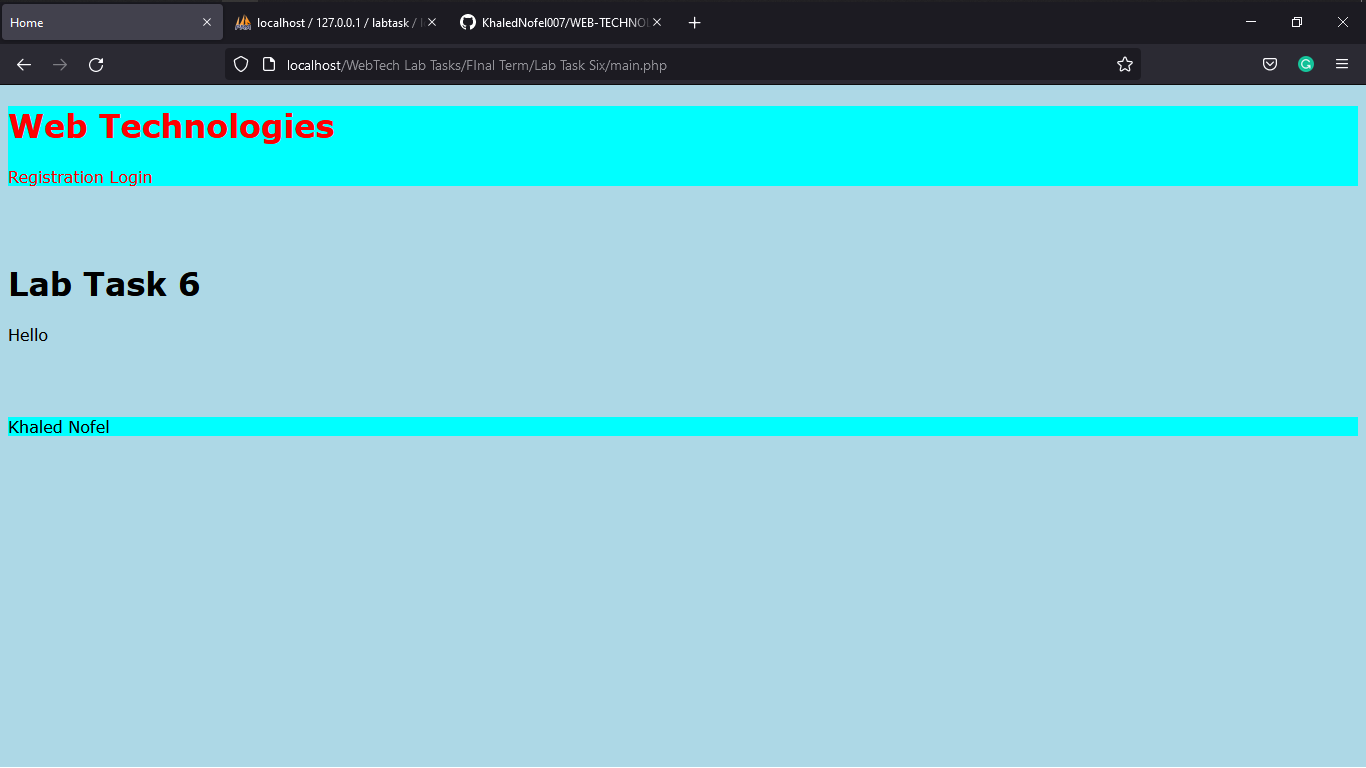 Home
localhost / 127.0.0.1 / labtask /
KhaledNofel007/WEB-TECHNOL
localhost/WebTech Lab Tasks/FInal Term/Lab Task Six/main.php
Web Technologies
Registration Login
Lab Task 6
Hello
Khaled Nofel